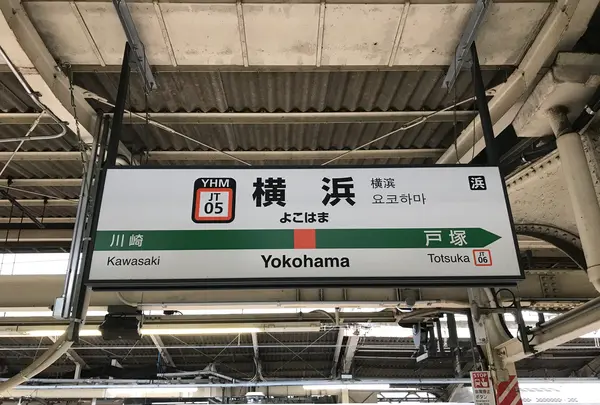 YHM
JT
05
横浜
横滨
요코하마
よこはま
浜
川崎
戸塚
Kawasaki
Yokohama
Totsuka
JT
06
STOP